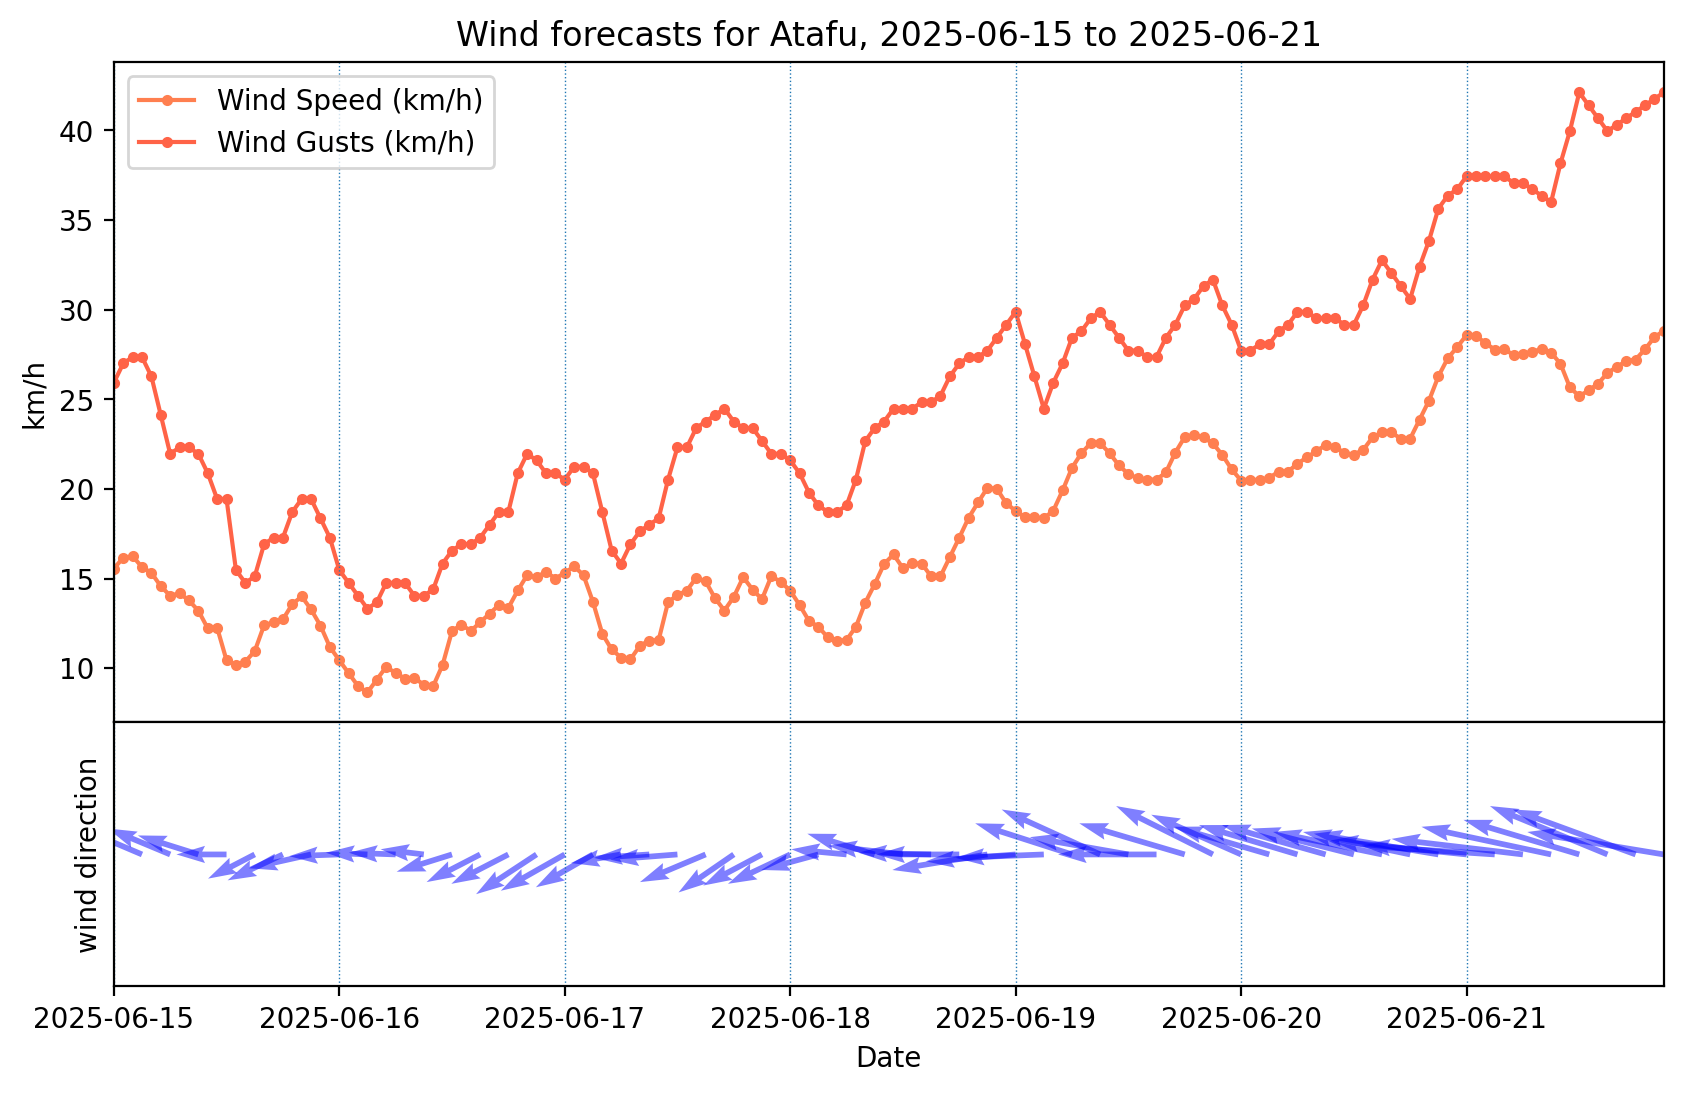 Wind forecasts for Atafu, 2025-06-15 to 2025-06-21
Wind Speed (km/h)
Wind Gusts (km/h)
40
35
30
25
20
15
10
km/h
wind direction
2025-06-15
2025-06-16
2025-06-17
2025-06-18
2025-06-19
2025-06-20
2025-06-21
Date